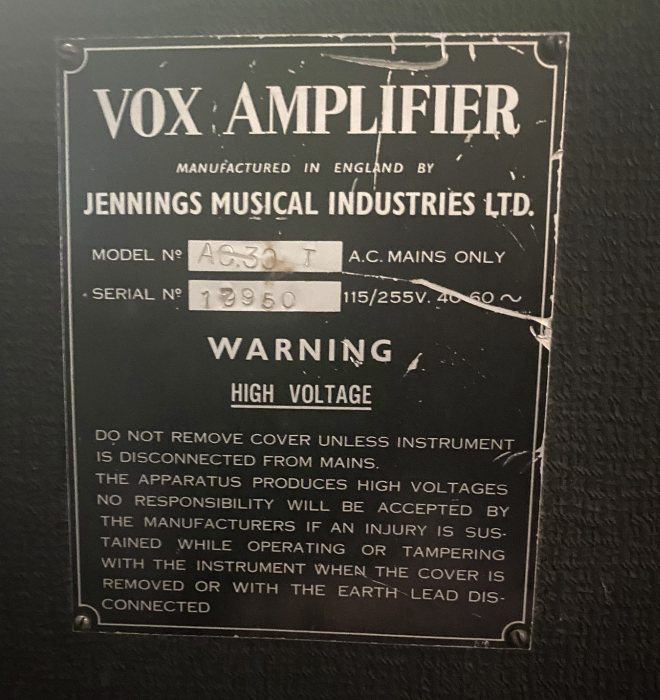 VOX AMPLIFIER
MANUFACTURED IN ENGLAND BY
JENNINGS MUSICAL INDUSTRIES LTD.
MODEL Nº AC.30 T A.C. MAINS ONLY
SERIAL Nº 115/255V. 40-60 ~
WARNING
HIGH VOLTAGE
DO NOT REMOVE COVER UNLESS INSTRUMENT
IS DISCONNECTED FROM MAINS.
THE APPARATUS PRODUCES HIGH VOLTAGES
NO RESPONSIBILITY WILL BE ACCEPTED BY
THE MANUFACTURERS IF AN INJURY IS SUS-
TAINED WHILE OPERATING OR TAMPERING
WITH THE INSTRUMENT WHEN THE COVER IS
REMOVED OR WITH THE EARTH LEAD DIS-
CONNECTED